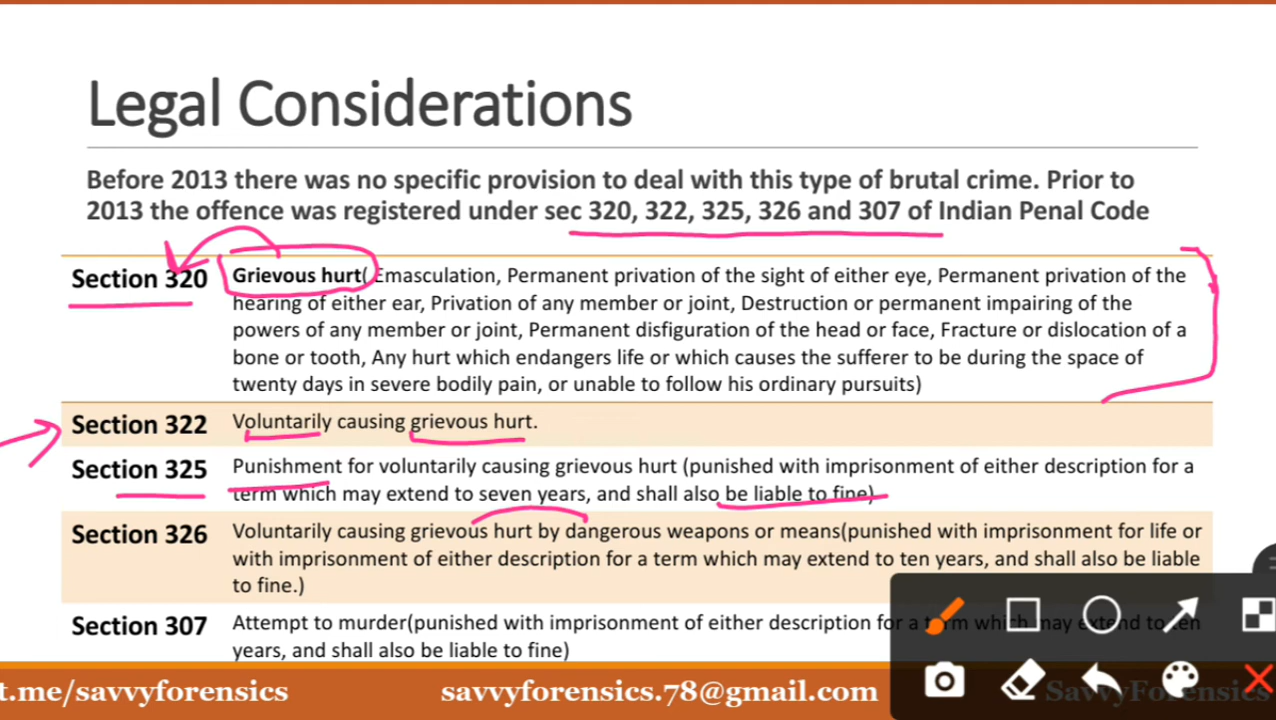 Legal Considerations
Before 2013 there was no specific provision to deal with this type of brutal crime. Prior to
2013 the offence was registered under sec 320, 322, 325, 326 and 307 of Indian Penal Code
Section 320
Grievous hurt( Emasculation, Permanent privation of the sight of either eye, Permanent privation of the
hearing of either ear, Privation of any member or joint, Destruction or permanent impairing of the
powers of any member or joint, Permanent disfiguration of the head or face, Fracture or dislocation of a
bone or tooth, Any hurt which endangers life or which causes the sufferer to be during the space of
twenty days in severe bodily pain, or unable to follow his ordinary pursuits)
Section 322
Voluntarily causing grievous hurt.
Section 325
Punishment for voluntarily causing grievous hurt (punished with imprisonment of either description for a
term which may extend to seven years, and shall also be liable to fine)
Section 326
Voluntarily causing grievous hurt by dangerous weapons or means(punished with imprisonment for life or
with imprisonment of either description for a term which may extend to ten years, and shall also be liable
to fine.)
Section 307
Attempt to murder(punished with imprisonment of either description for a term which may extend to ten
years, and shall also be liable to fine)
t.me/savvyforensics
savvyforensics.78@gmail.com
SavvyForensics